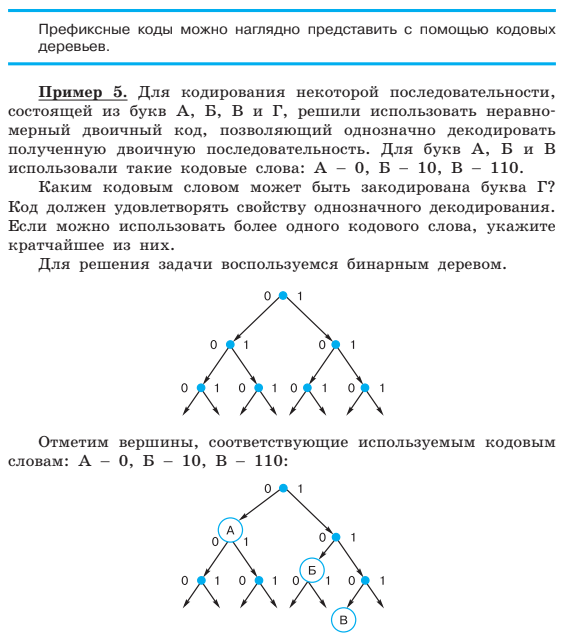 Префиксные коды можно наглядно представить с помощью кодовых
деревьев.
Пример 5. Для кодирования некоторой последовательности,
состоящей из букв А, Б, В и Г, решили использовать неравно-
мерный двоичный код, позволяющий однозначно декодировать
полученную двоичную последовательность. Для букв А, Б и В
использовали такие кодовые слова: А – 0, Б – 10, В – 110.
Каким кодовым словом может быть закодирована буква Г?
Код должен удовлетворять свойству однозначного декодирования.
Если можно использовать более одного кодового слова, укажите
кратчайшее из них.
Для решения задачи воспользуемся бинарным деревом.
0 1
0 1 0 1
0 1 0 1 0 1 0 1
Отметим вершины, соответствующие используемым кодовым
словам: А – 0, Б – 10, В – 110:
0 1
А
0 1 0 1
Б
0 1 0 1 0 1 0 1
В